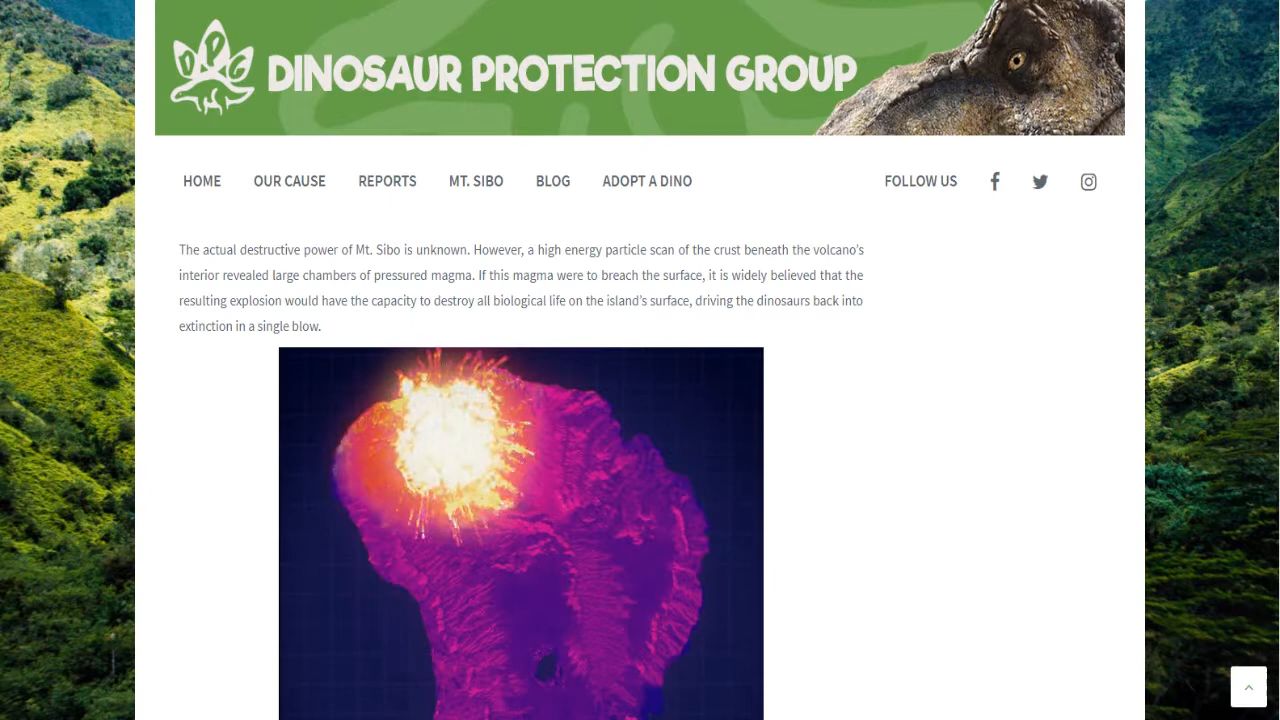 DPG
DINOSAUR PROTECTION GROUP
HOME OUR CAUSE REPORTS MT. SIBO BLOG ADOPT A DINO FOLLOW US
The actual destructive power of Mt. Sibo is unknown. However, a high energy particle scan of the crust beneath the volcano's
interior revealed large chambers of pressured magma. If this magma were to breach the surface, it is widely believed that the
resulting explosion would have the capacity to destroy all biological life on the island's surface, driving the dinosaurs back into
extinction in a single blow.